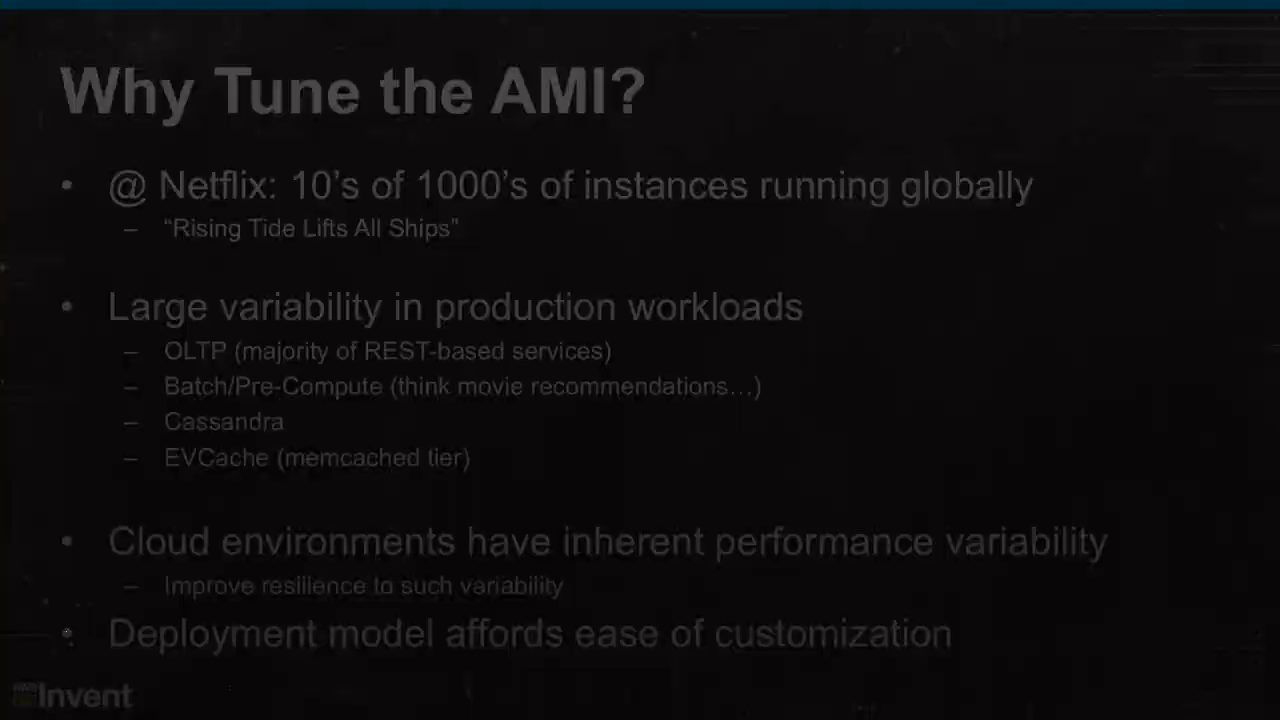 Why Tune the AMI?
• @ Netflix: 10’s of 1000’s of instances running globally
– “Rising Tide Lifts All Ships”
• Large variability in production workloads
– OLTP (majority of REST-based services)
– Batch/Pre-Compute (think movie recommendations…)
– Cassandra
– EVCache (memcached tier)
• Cloud environments have inherent performance variability
– Improve resilience to such variability
• Deployment model affords ease of customization
Invent